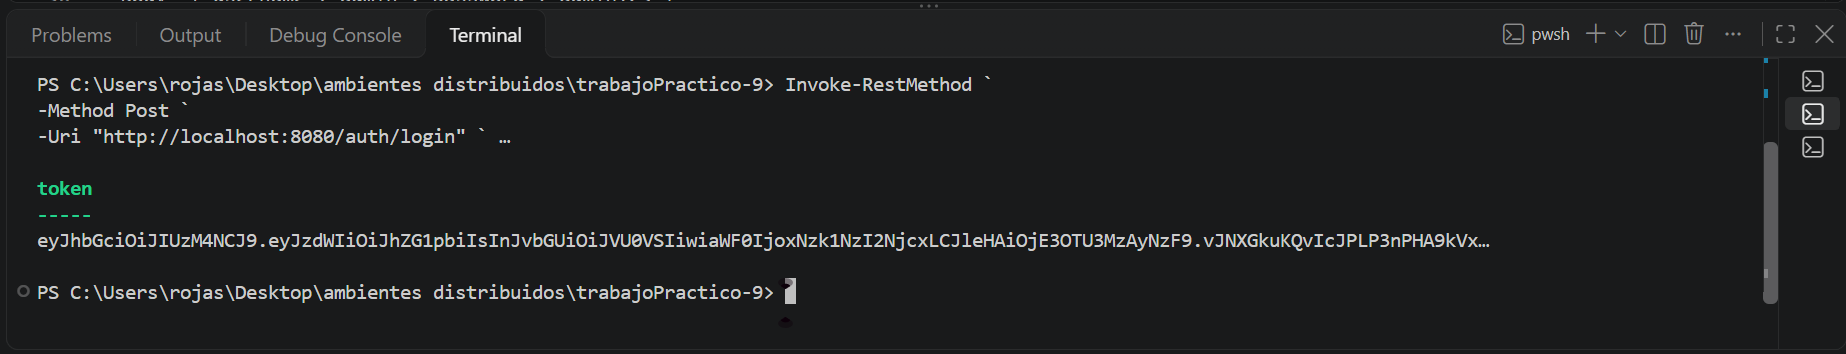 Problems Output Debug Console Terminal pwsh
PS C:\Users\rojas\Desktop\ambientes distribuidos\trabajoPractico-9> Invoke-RestMethod `
-Method Post `
-Uri "http://localhost:8080/auth/login" ` …
token
-----
eyJhbGciOiJIUzM4NCJ9.eyJzdWIiOiJhZG1pbiIsInJvbGUiOiJVU0VSIiwiaWF0IjoxNzk1NzI2NjcxLCJleHAiOjE3OTU3MzAyNzF9.vJNXGkuKQvIcJPLP3nPHA9kVx…
PS C:\Users\rojas\Desktop\ambientes distribuidos\trabajoPractico-9>